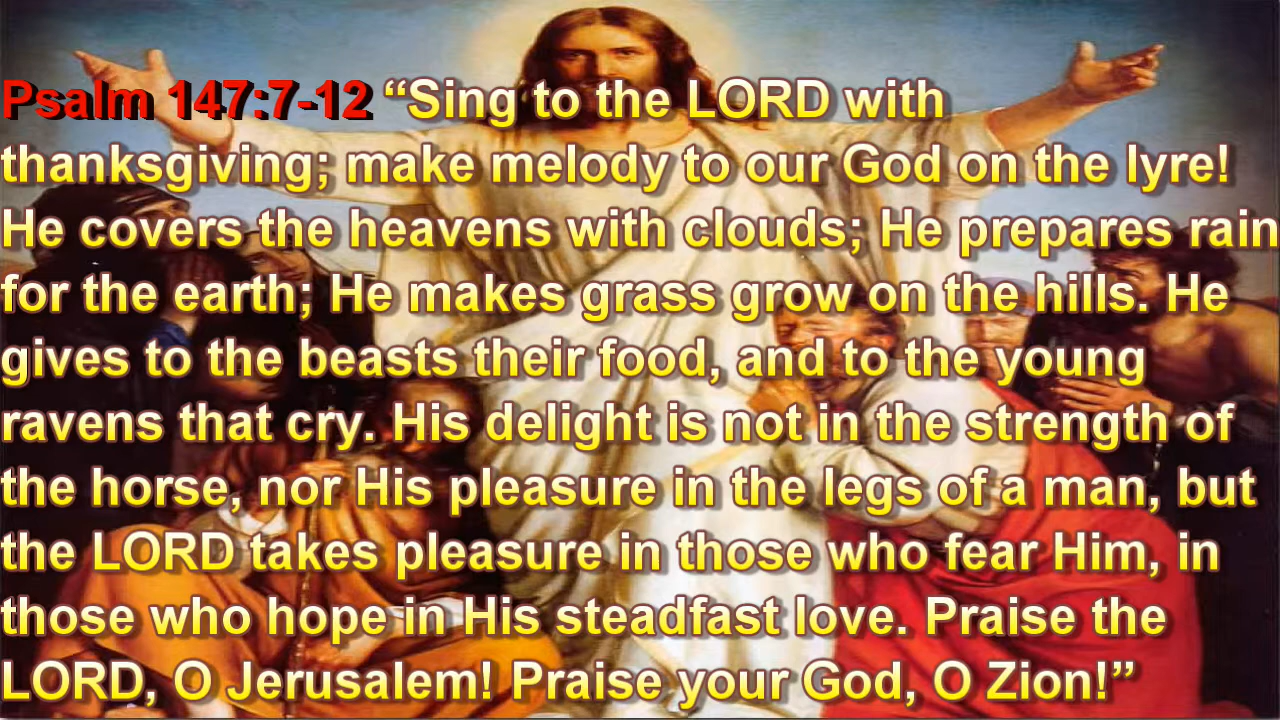 Psalm 147:7-12 “Sing to the LORD with
thanksgiving; make melody to our God on the lyre!
He covers the heavens with clouds; He prepares rain
for the earth; He makes grass grow on the hills. He
gives to the beasts their food, and to the young
ravens that cry. His delight is not in the strength of
the horse, nor His pleasure in the legs of a man, but
the LORD takes pleasure in those who fear Him, in
those who hope in His steadfast love. Praise the
LORD, O Jerusalem! Praise your God, O Zion!”